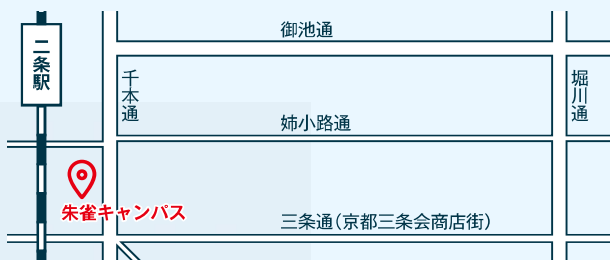 御池通
二条駅
千本通
堀川通
姉小路通
朱雀キャンパス
三条通(京都三条会商店街)